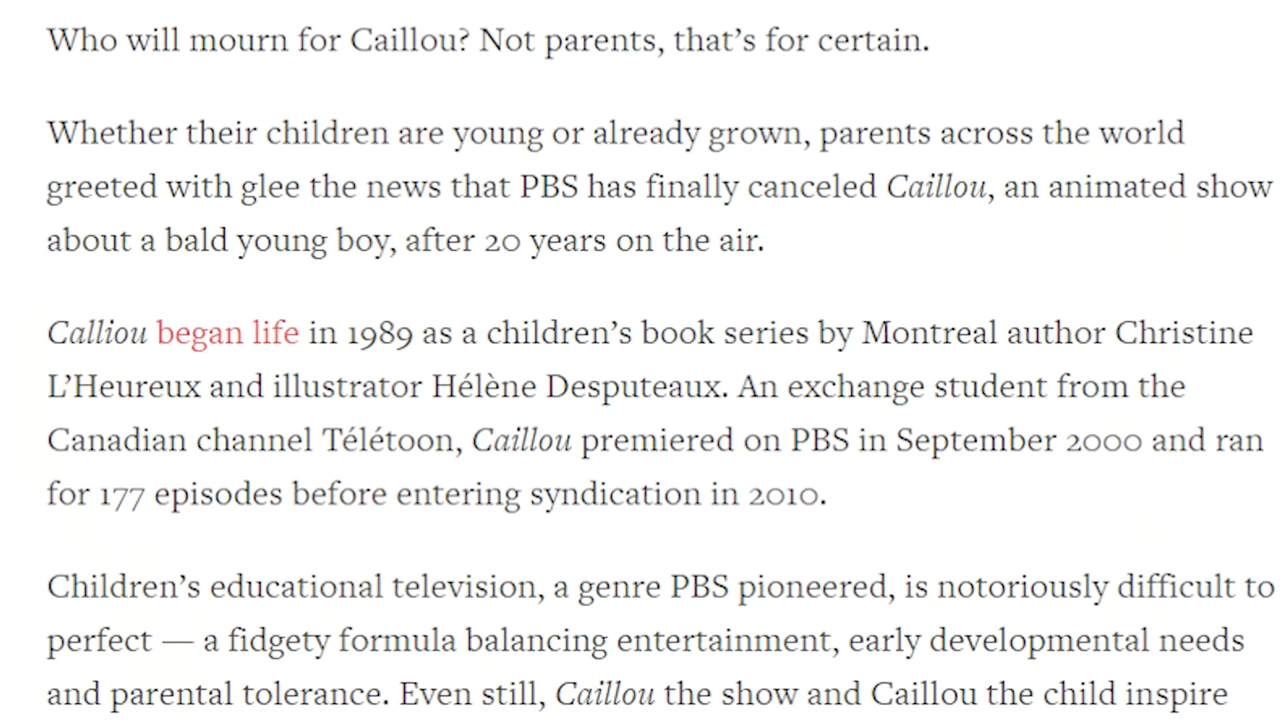 Who will mourn for Caillou? Not parents, that’s for certain.
Whether their children are young or already grown, parents across the world
greeted with glee the news that PBS has finally canceled Caillou, an animated show
about a bald young boy, after 20 years on the air.
Calliou began life in 1989 as a children’s book series by Montreal author Christine
L’Heureux and illustrator Hélène Desputeaux. An exchange student from the
Canadian channel Télétoon, Caillou premiered on PBS in September 2000 and ran
for 177 episodes before entering syndication in 2010.
Children’s educational television, a genre PBS pioneered, is notoriously difficult to
perfect — a fidgety formula balancing entertainment, early developmental needs
and parental tolerance. Even still, Caillou the show and Caillou the child inspire